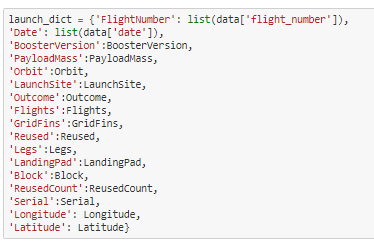 launch_dict = {'FlightNumber': list(data['flight_number']),
'Date': list(data['date']),
'BoosterVersion':BoosterVersion,
'PayloadMass':PayloadMass,
'Orbit':Orbit,
'LaunchSite':LaunchSite,
'Outcome':Outcome,
'Flights':Flights,
'GridFins':GridFins,
'Reused':Reused,
'Legs':Legs,
'LandingPad':LandingPad,
'Block':Block,
'ReusedCount':ReusedCount,
'Serial':Serial,
'Longitude': Longitude,
'Latitude': Latitude}